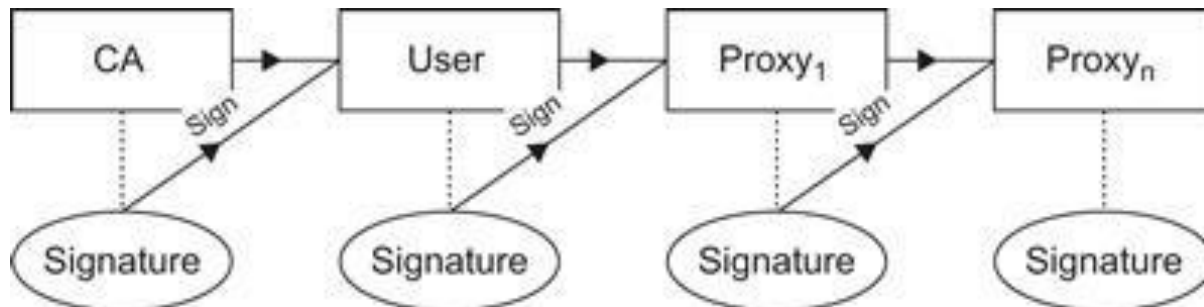 CA
User
Proxy₁
Proxyₙ
Sign
Sign
Sign
Signature
Signature
Signature
Signature